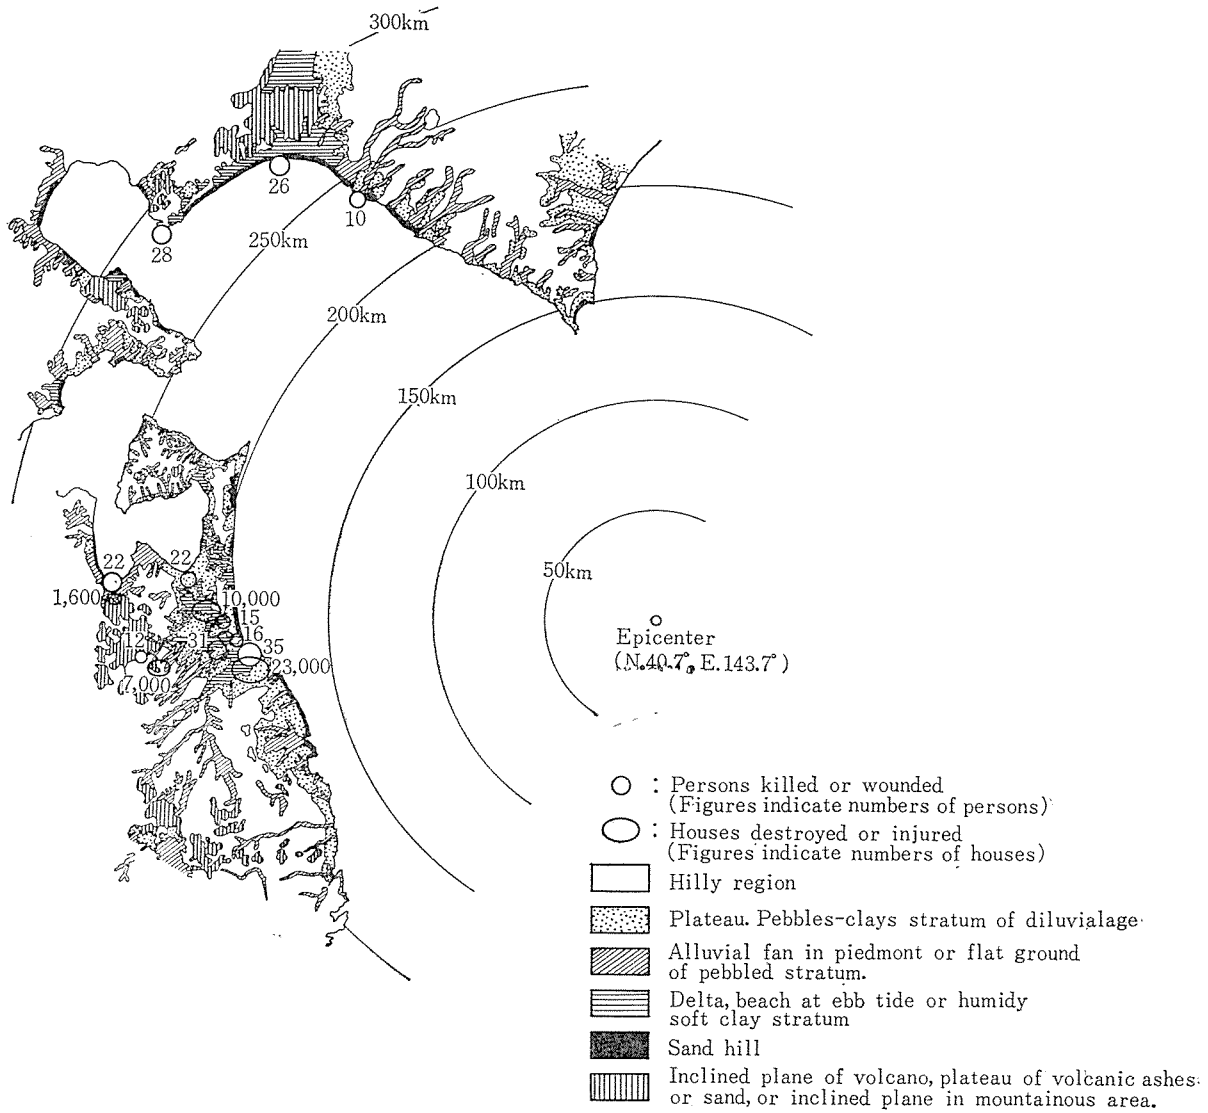 300km
26
10
28
250km
200km
150km
100km
50km
22
22
1,600
10,000
15
16
12
31
35
23,000
7,000
Epicenter
(N.40.7°, E.143.7°)
: Persons killed or wounded
(Figures indicate numbers of persons)
: Houses destroyed or injured
(Figures indicate numbers of houses)
Hilly region
Plateau. Pebbles-clays stratum of diluvialage
Alluvial fan in piedmont or flat ground
of pebbled stratum.
Delta, beach at ebb tide or humidy
soft clay stratum
Sand hill
Inclined plane of volcano, plateau of volcanic ashes
or sand, or inclined plane in mountainous area.